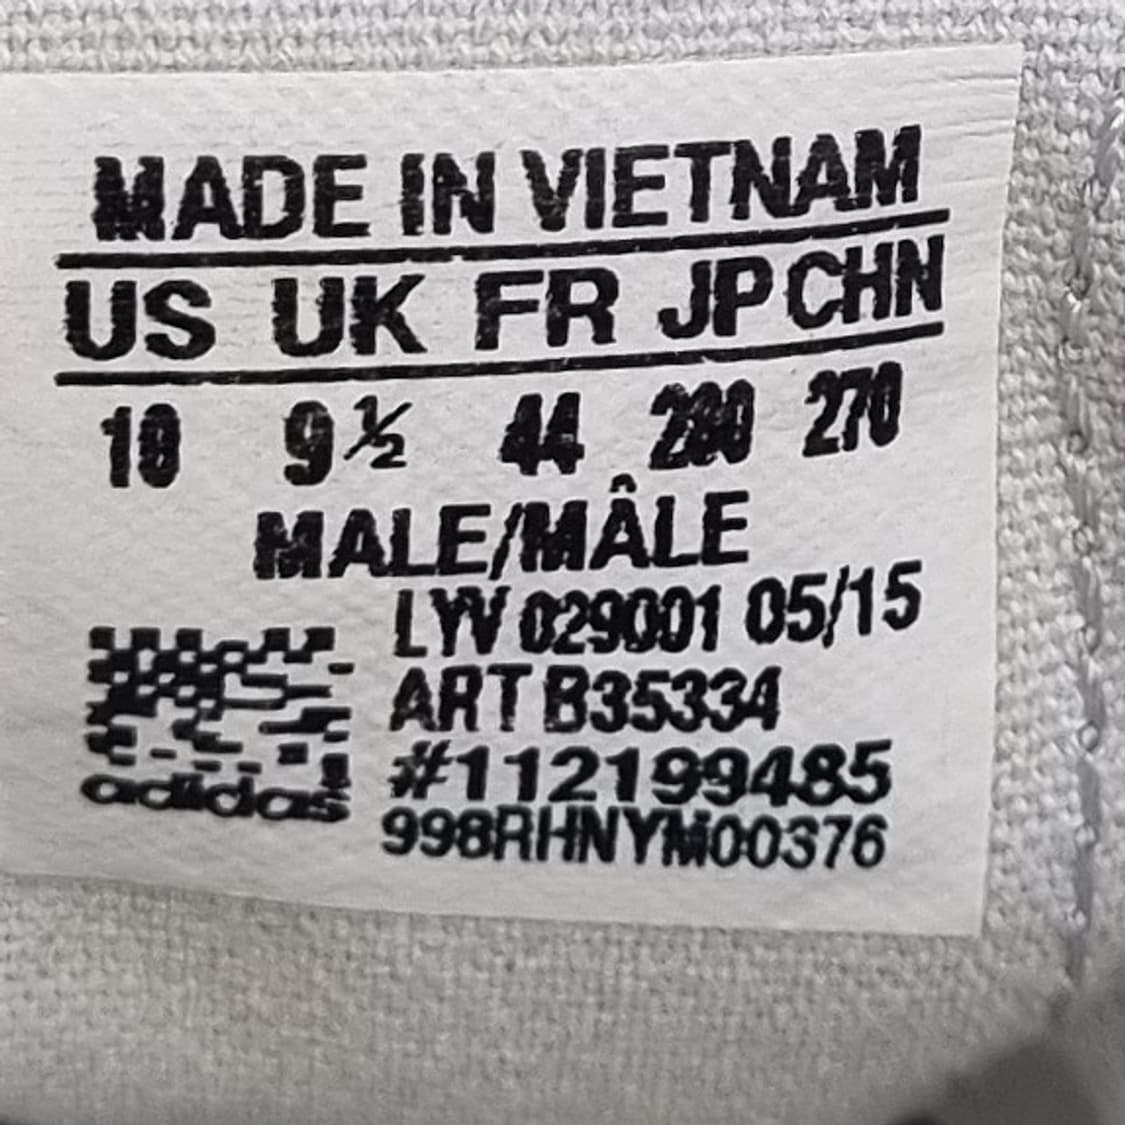 MADE IN VIETNAM
US UK FR JP CHN
10 9½ 44 280 270
MALE/MÂLE
LYV 029001 05/15
ART B35334
#112199485
998RHNYM00376
adidas